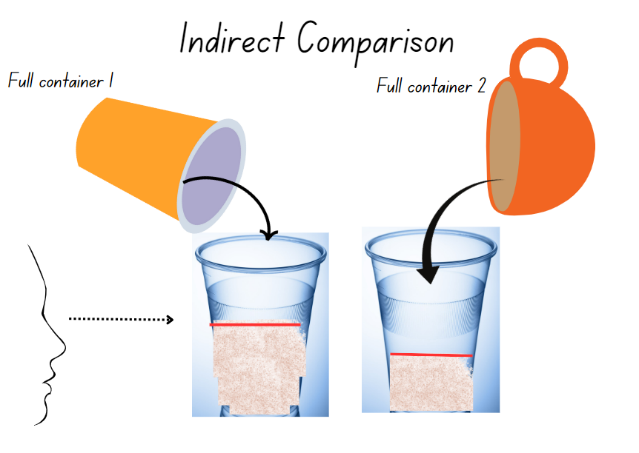 Indirect Comparison
Full container 1
Full container 2